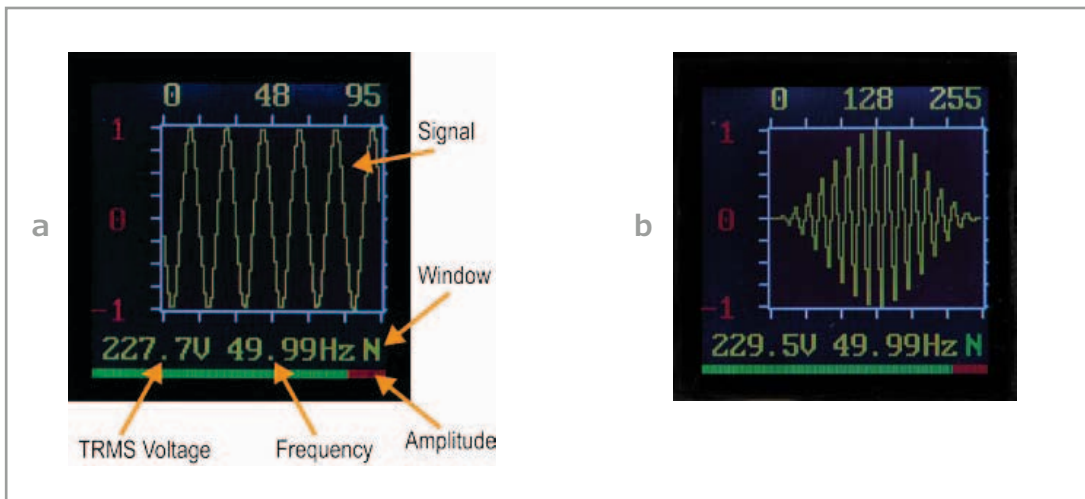 a
0 48 95
1
0
-1
227.7V 49.99Hz N
Signal
Window
TRMS Voltage
Frequency
Amplitude
b
0 128 255
1
0
-1
229.5V 49.99Hz N